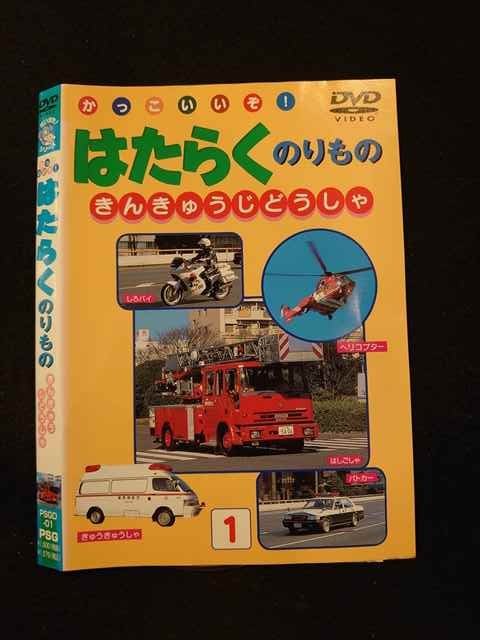 かっこいいぞ!
DVD
VIDEO
はたらくのりもの
きんきゅうじどうしゃ
しろバイ
ヘリコプター
はしごしゃ
パトカー
きゅうきゅうしゃ
1
DVD
はたらくのりもの
PSGD
-01
PSG